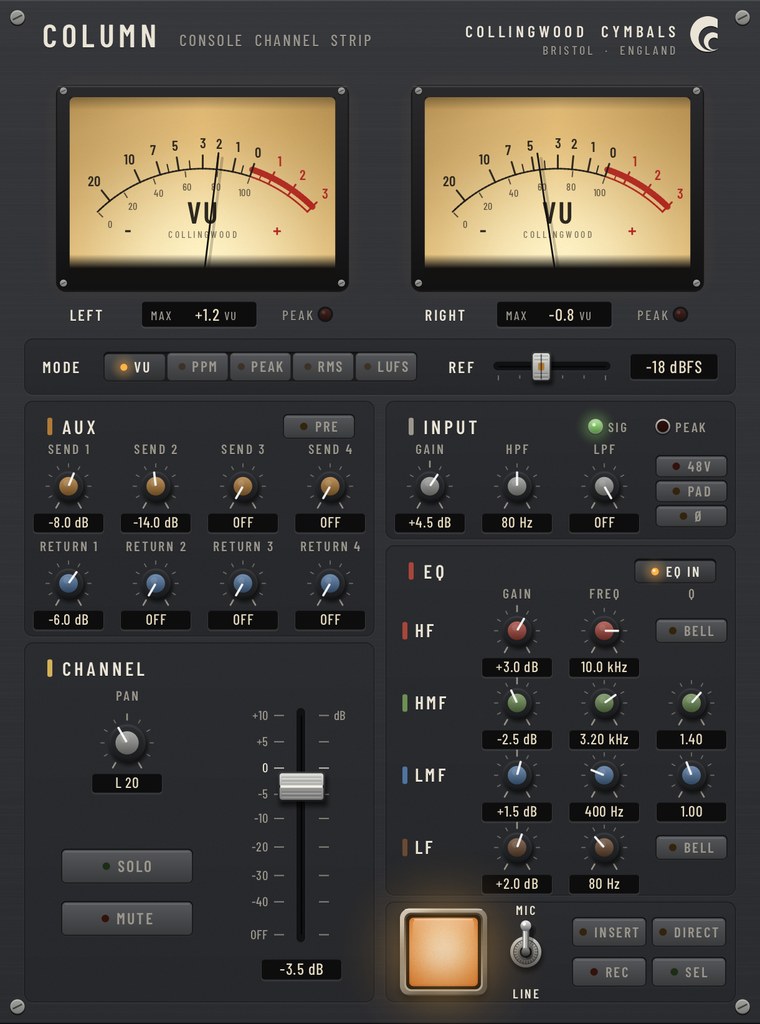 COLUMN CONSOLE CHANNEL STRIP
COLLINGWOOD CYMBALS
BRISTOL · ENGLAND
20 10 7 5 3 2 1 0 1 2 3
0 20 40 60 80 100
- VU +
COLLINGWOOD
20 10 7 5 3 2 1 0 1 2 3
0 20 40 60 80 100
- VU +
COLLINGWOOD
LEFT MAX +1.2 VU PEAK
RIGHT MAX -0.8 VU PEAK
MODE VU PPM PEAK RMS LUFS REF -18 dBFS
AUX PRE
SEND 1 SEND 2 SEND 3 SEND 4
-8.0 dB -14.0 dB OFF OFF
RETURN 1 RETURN 2 RETURN 3 RETURN 4
-6.0 dB OFF OFF OFF
INPUT SIG PEAK
GAIN HPF LPF
48V
PAD
Ø
+4.5 dB 80 Hz OFF
EQ EQ IN
GAIN FREQ Q
HF BELL
+3.0 dB 10.0 kHz
HMF
-2.5 dB 3.20 kHz 1.40
LMF
+1.5 dB 400 Hz 1.00
LF BELL
+2.0 dB 80 Hz
CHANNEL
PAN
L 20
SOLO
MUTE
+10 dB
+5
0
-5
-10
-20
-30
-40
OFF
-3.5 dB
MIC
LINE
INSERT DIRECT
REC SEL